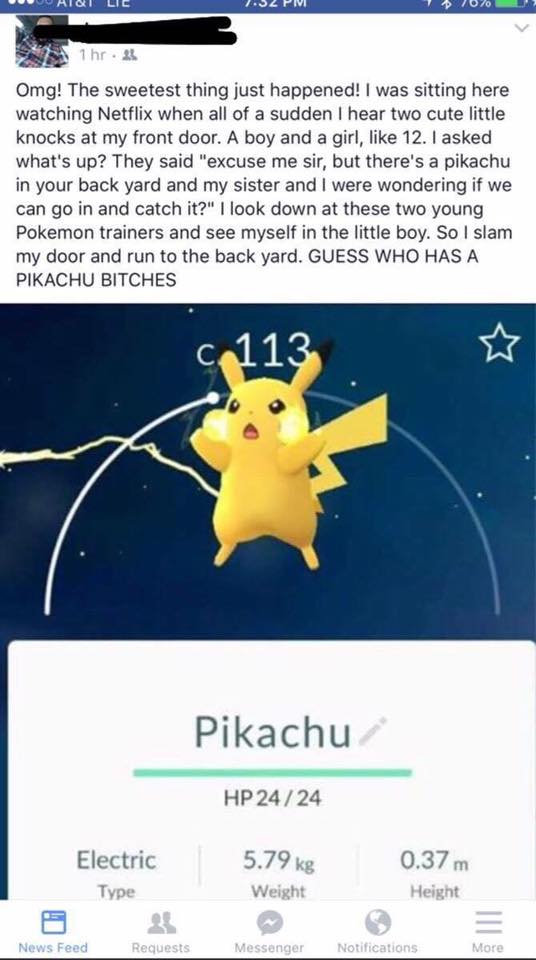 AT&T LTE 7:32 PM 76%
1 hr ·
Omg! The sweetest thing just happened! I was sitting here
watching Netflix when all of a sudden I hear two cute little
knocks at my front door. A boy and a girl, like 12. I asked
what's up? They said "excuse me sir, but there's a pikachu
in your back yard and my sister and I were wondering if we
can go in and catch it?" I look down at these two young
Pokemon trainers and see myself in the little boy. So I slam
my door and run to the back yard. GUESS WHO HAS A
PIKACHU BITCHES
113
Pikachu
HP 24 / 24
Electric 5.79 kg 0.37 m
Type Weight Height
News Feed Requests Messenger Notifications More